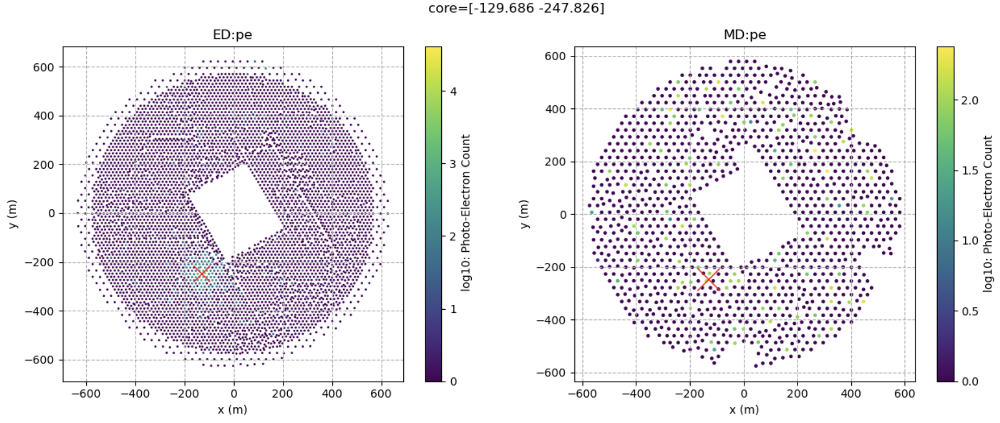 core=[-129.686 -247.826]
ED:pe
600
400
200
0
−200
−400
−600
y (m)
−600 −400 −200 0 200 400 600
x (m)
4
3
2
1
0
log10: Photo-Electron Count
MD:pe
600
400
200
0
−200
−400
−600
y (m)
−600 −400 −200 0 200 400 600
x (m)
2.0
1.5
1.0
0.5
0.0
log10: Photo-Electron Count